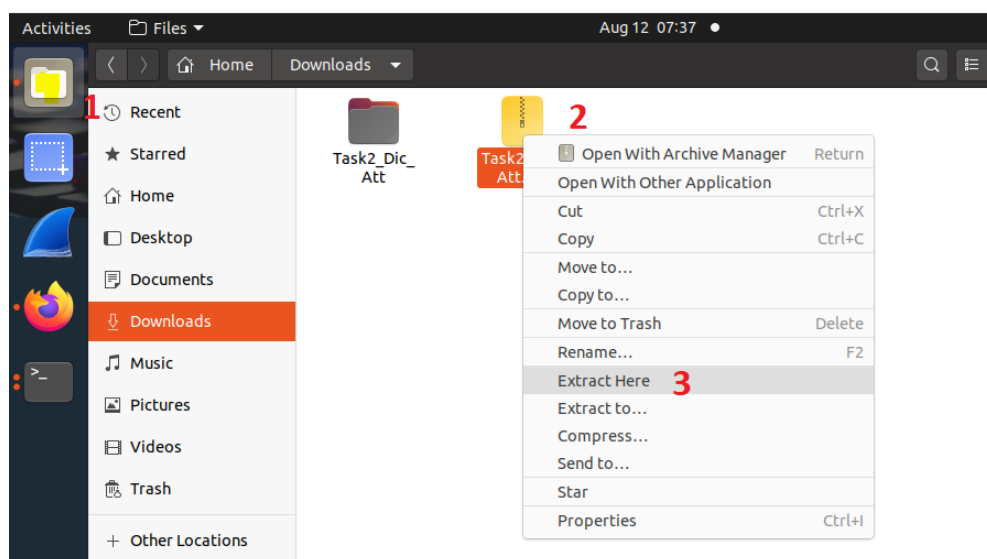 Activities Files Aug 12 07:37
Home Downloads
1 Recent
Starred
Home
Desktop
Documents
Downloads
Music
Pictures
Videos
Trash
+ Other Locations
Task2_Dic_
Att
2
Task2
Att.
Open With Archive Manager Return
Open With Other Application
Cut Ctrl+X
Copy Ctrl+C
Move to…
Copy to…
Move to Trash Delete
Rename… F2
Extract Here 3
Extract to…
Compress…
Send to…
Star
Properties Ctrl+I
>_